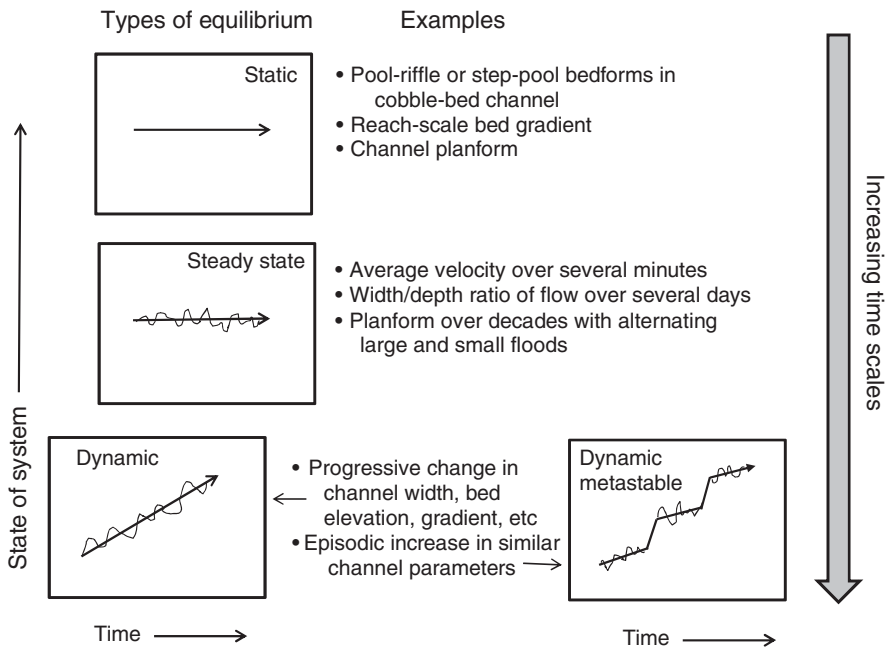 Types of equilibrium
Examples
Static
• Pool-riffle or step-pool bedforms in
cobble-bed channel
• Reach-scale bed gradient
• Channel planform
Steady state
• Average velocity over several minutes
• Width/depth ratio of flow over several days
• Planform over decades with alternating
large and small floods
Dynamic
• Progressive change in
channel width, bed
elevation, gradient, etc
• Episodic increase in similar
channel parameters
Dynamic
metastable
State of system
Increasing time scales
Time
Time